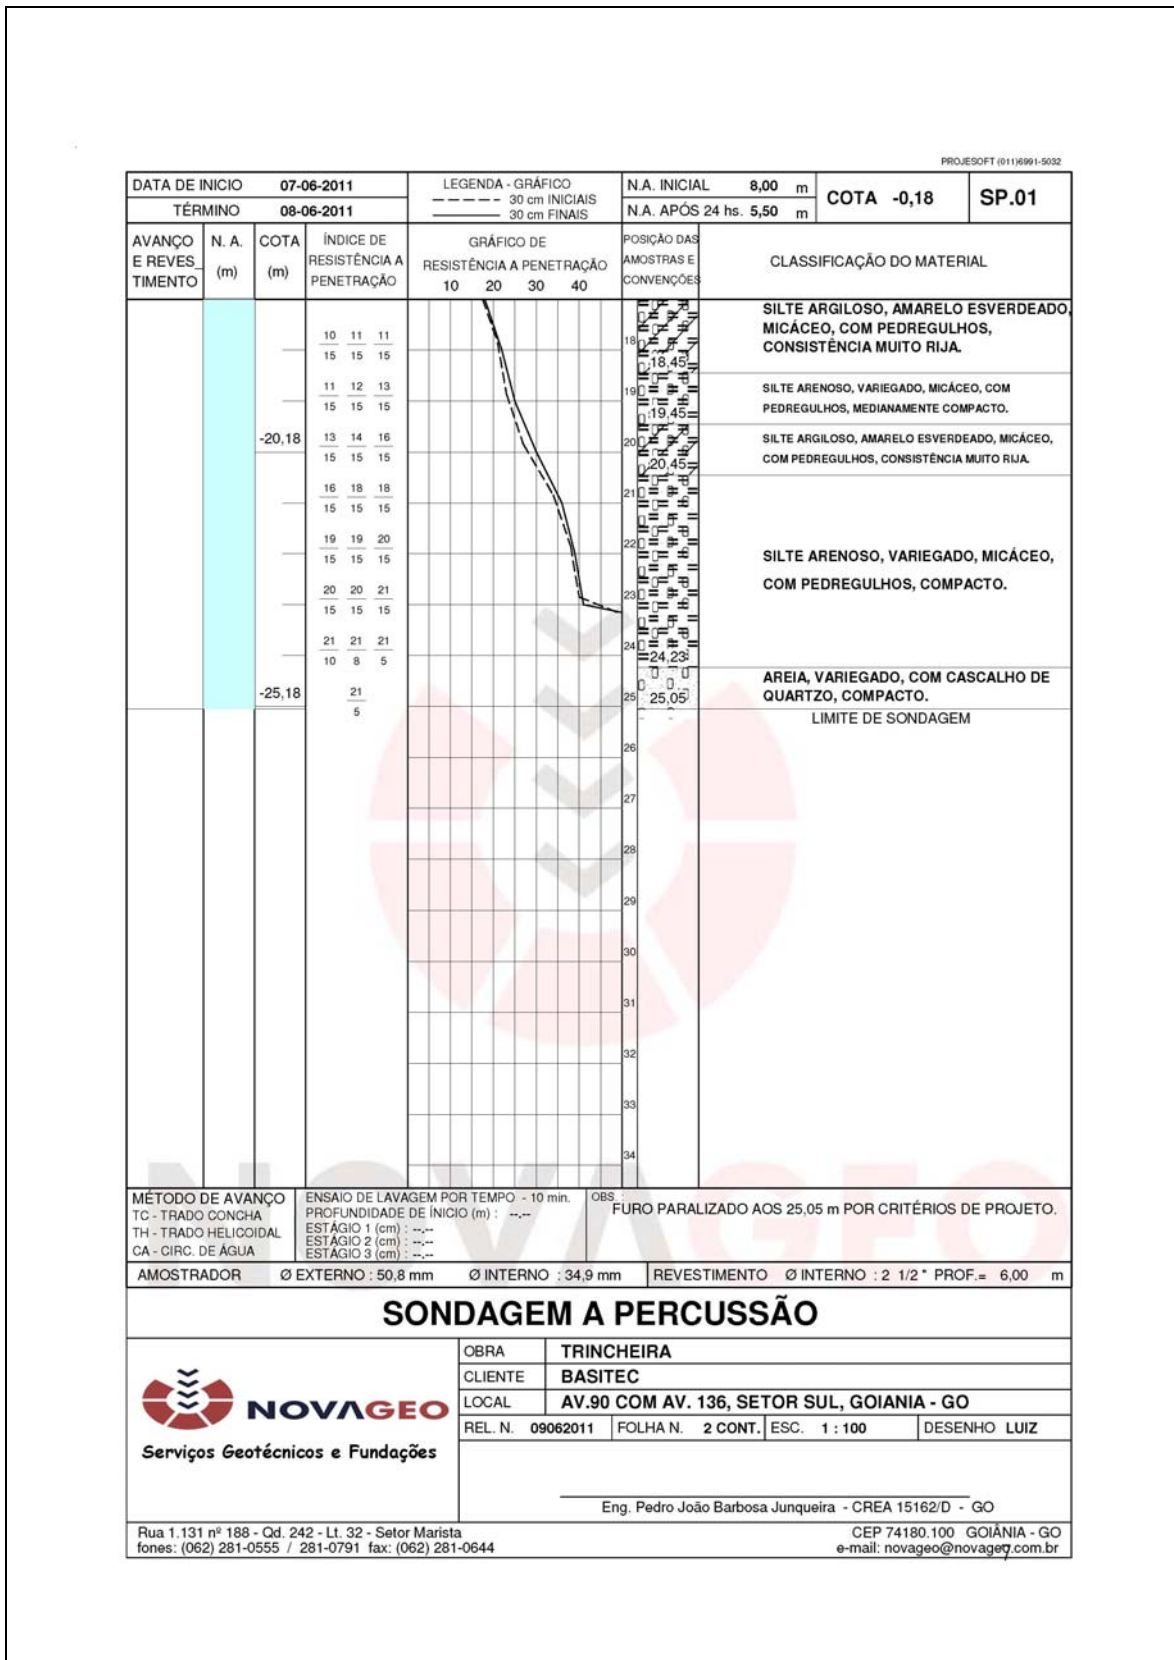 PROJESOFT (011)6991-5032
DATA DE INICIO 07-06-2011
TÉRMINO 08-06-2011
LEGENDA - GRÁFICO
30 cm INICIAIS
30 cm FINAIS
N.A. INICIAL 8,00 m
N.A. APÓS 24 hs. 5,50 m
COTA -0,18
SP.01
AVANÇO
E REVES_
TIMENTO
N. A.
(m)
COTA
(m)
ÍNDICE DE
RESISTÊNCIA A
PENETRAÇÃO
GRÁFICO DE
RESISTÊNCIA A PENETRAÇÃO
10 20 30 40
POSIÇÃO DAS
AMOSTRAS E
CONVENÇÕES
CLASSIFICAÇÃO DO MATERIAL
SILTE ARGILOSO, AMARELO ESVERDEADO,
MICÁCEO, COM PEDREGULHOS,
CONSISTÊNCIA MUITO RIJA.
10 11 11
15 15 15
18
18,45
11 12 13
15 15 15
19
19,45
SILTE ARENOSO, VARIEGADO, MICÁCEO, COM
PEDREGULHOS, MEDIANAMENTE COMPACTO.
-20,18
13 14 16
15 15 15
20
20,45
SILTE ARGILOSO, AMARELO ESVERDEADO, MICÁCEO,
COM PEDREGULHOS, CONSISTÊNCIA MUITO RIJA.
16 18 18
15 15 15
21
19 19 20
15 15 15
22
SILTE ARENOSO, VARIEGADO, MICÁCEO,
COM PEDREGULHOS, COMPACTO.
20 20 21
15 15 15
23
21 21 21
10 8 5
24
24,23
-25,18
21
5
25
25,05
AREIA, VARIEGADO, COM CASCALHO DE
QUARTZO, COMPACTO.
LIMITE DE SONDAGEM
26
27
28
29
30
31
32
33
34
NOVAGEO
MÉTODO DE AVANÇO
TC - TRADO CONCHA
TH - TRADO HELICOIDAL
CA - CIRC. DE ÁGUA
ENSAIO DE LAVAGEM POR TEMPO - 10 min.
PROFUNDIDADE DE ÍNICIO (m) : --,--
ESTÁGIO 1 (cm) : --,--
ESTÁGIO 2 (cm) : --,--
ESTÁGIO 3 (cm) : --,--
OBS. :
FURO PARALIZADO AOS 25,05 m POR CRITÉRIOS DE PROJETO.
AMOSTRADOR Ø EXTERNO : 50,8 mm Ø INTERNO : 34,9 mm REVESTIMENTO Ø INTERNO : 2 1/2 " PROF.= 6,00 m
SONDAGEM A PERCUSSÃO
NOVAGEO
Serviços Geotécnicos e Fundações
OBRA TRINCHEIRA
CLIENTE BASITEC
LOCAL AV.90 COM AV. 136, SETOR SUL, GOIANIA - GO
REL. N. 09062011 FOLHA N. 2 CONT. ESC. 1 : 100 DESENHO LUIZ
Eng. Pedro João Barbosa Junqueira - CREA 15162/D - GO
Rua 1.131 nº 188 - Qd. 242 - Lt. 32 - Setor Marista
fones: (062) 281-0555 / 281-0791 fax: (062) 281-0644
CEP 74180.100 GOIÂNIA - GO
e-mail: novageo@novageo.com.br
7